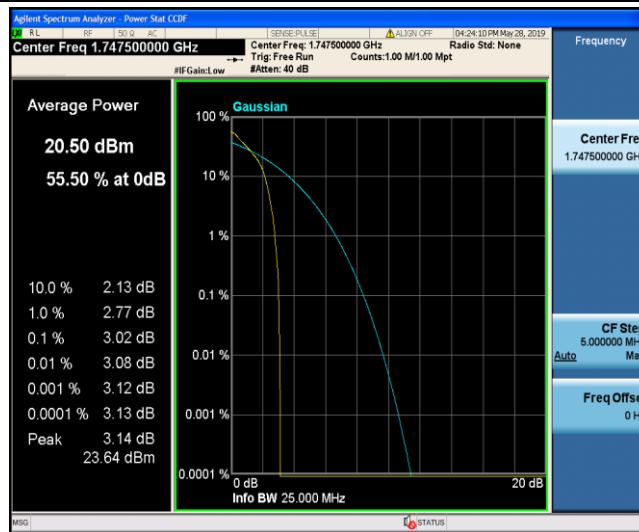 Agilent Spectrum Analyzer - Power Stat CCDF
RL RF 50 Ω AC SENSE:PULSE ALIGN OFF 04:24:10 PM May 28, 2019
Center Freq 1.747500000 GHz
Center Freq: 1.747500000 GHz Radio Std: None
Trig: Free Run Counts:1.00 M/1.00 Mpt
#IFGain:Low #Atten: 40 dB
Frequency
Average Power
20.50 dBm
55.50 % at 0dB
10.0 % 2.13 dB
1.0 % 2.77 dB
0.1 % 3.02 dB
0.01 % 3.08 dB
0.001 % 3.12 dB
0.0001 % 3.13 dB
Peak 3.14 dB
23.64 dBm
Gaussian
100 %
10 %
1 %
0.1 %
0.01 %
0.001 %
0.0001 %
0 dB 20 dB
Info BW 25.000 MHz
Center Fre
1.747500000 GH
CF Ste
5.000000 MH
Auto Ma
Freq Offse
0 H
MSG STATUS